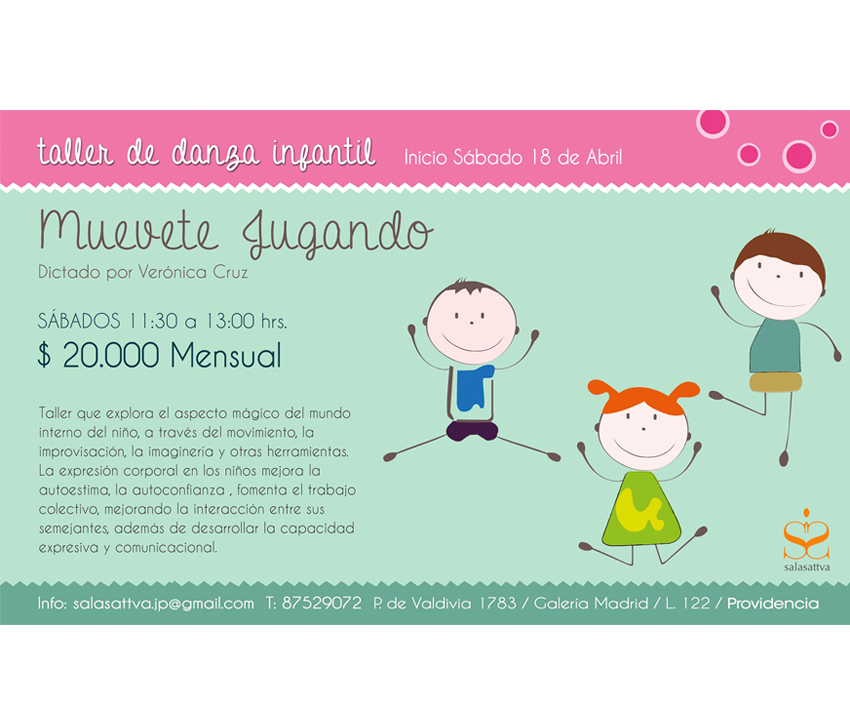 taller de danza infantil Inicio Sábado 18 de Abril
Muevete Jugando
Dictado por Verónica Cruz
SÁBADOS 11:30 a 13:00 hrs.
$ 20.000 Mensual
Taller que explora el aspecto mágico del mundo
interno del niño, a través del movimiento, la
improvisación, la imaginería y otras herramientas.
La expresión corporal en los niños mejora la
autoestima, la autoconfianza , fomenta el trabajo
colectivo, mejorando la interacción entre sus
semejantes, además de desarrollar la capacidad
expresiva y comunicacional.
salasattva
Info: salasattva.jp@gmail.com T: 87529072 P. de Valdivia 1783 / Galería Madrid / L. 122 / Providencia